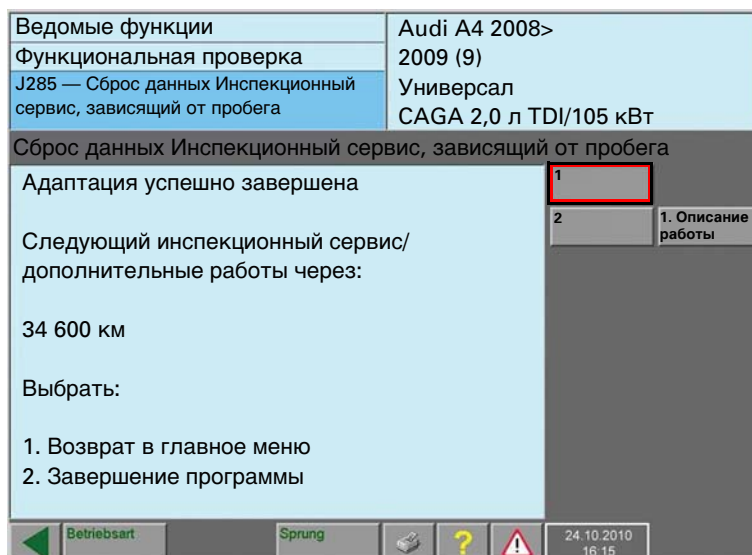 Ведомые функции
Функциональная проверка
J285 — Сброс данных Инспекционный
сервис, зависящий от пробега
Audi A4 2008>
2009 (9)
Универсал
CAGA 2,0 л TDI/105 кВт
Сброс данных Инспекционный сервис, зависящий от пробега
Адаптация успешно завершена
Следующий инспекционный сервис/
дополнительные работы через:
34 600 км
Выбрать:
1. Возврат в главное меню
2. Завершение программы
1
2
1. Описание
работы
Betriebsart
Sprung
?
!
24.10.2010
16:15